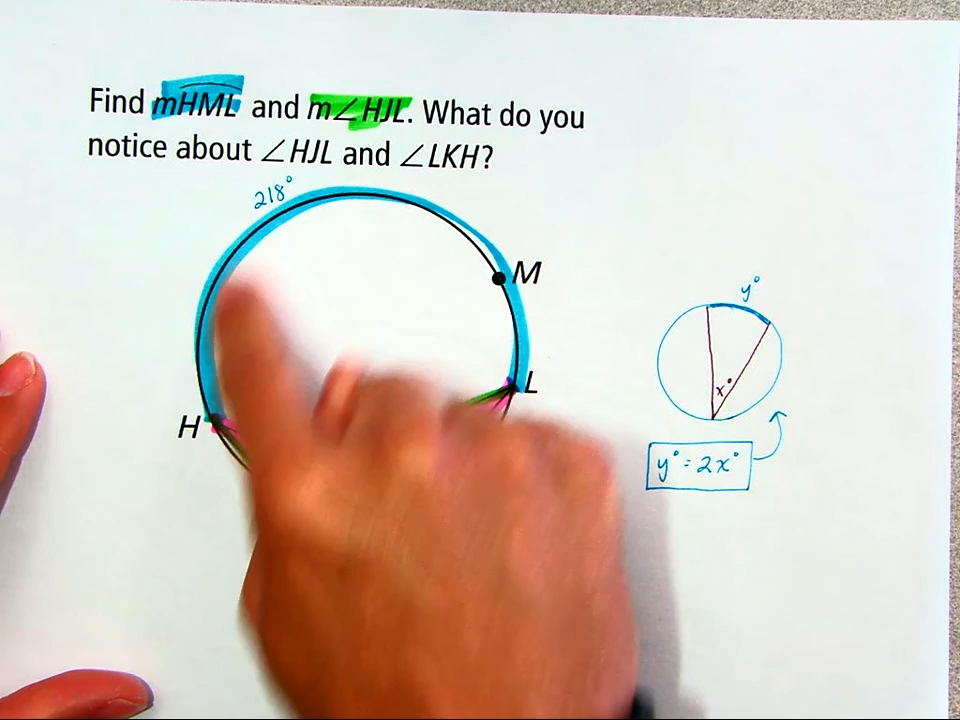 Find mHML and m∠HJL. What do you
notice about ∠HJL and ∠LKH?
218°
M
L
H
y°
x°
y° = 2x°